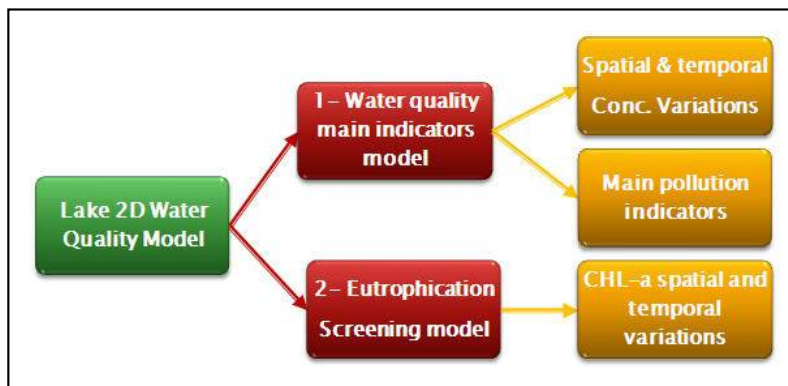 Lake 2D Water
Quality Model
1- Water quality
main indicators
model
2- Eutrophication
Screening model
Spatial & temporal
Conc. Variations
Main pollution
indicators
CHL-a spatial and
temporal
variations